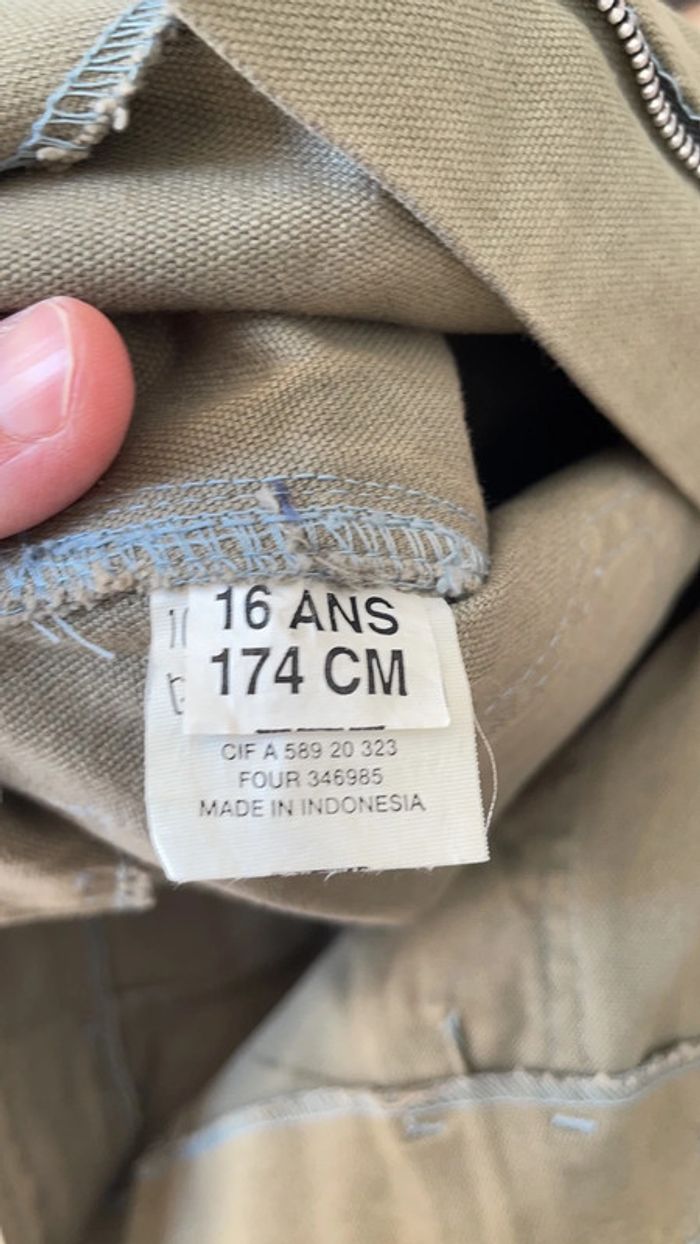 16 ANS
174 CM
CIF A 589 20 323
FOUR 346985
MADE IN INDONESIA